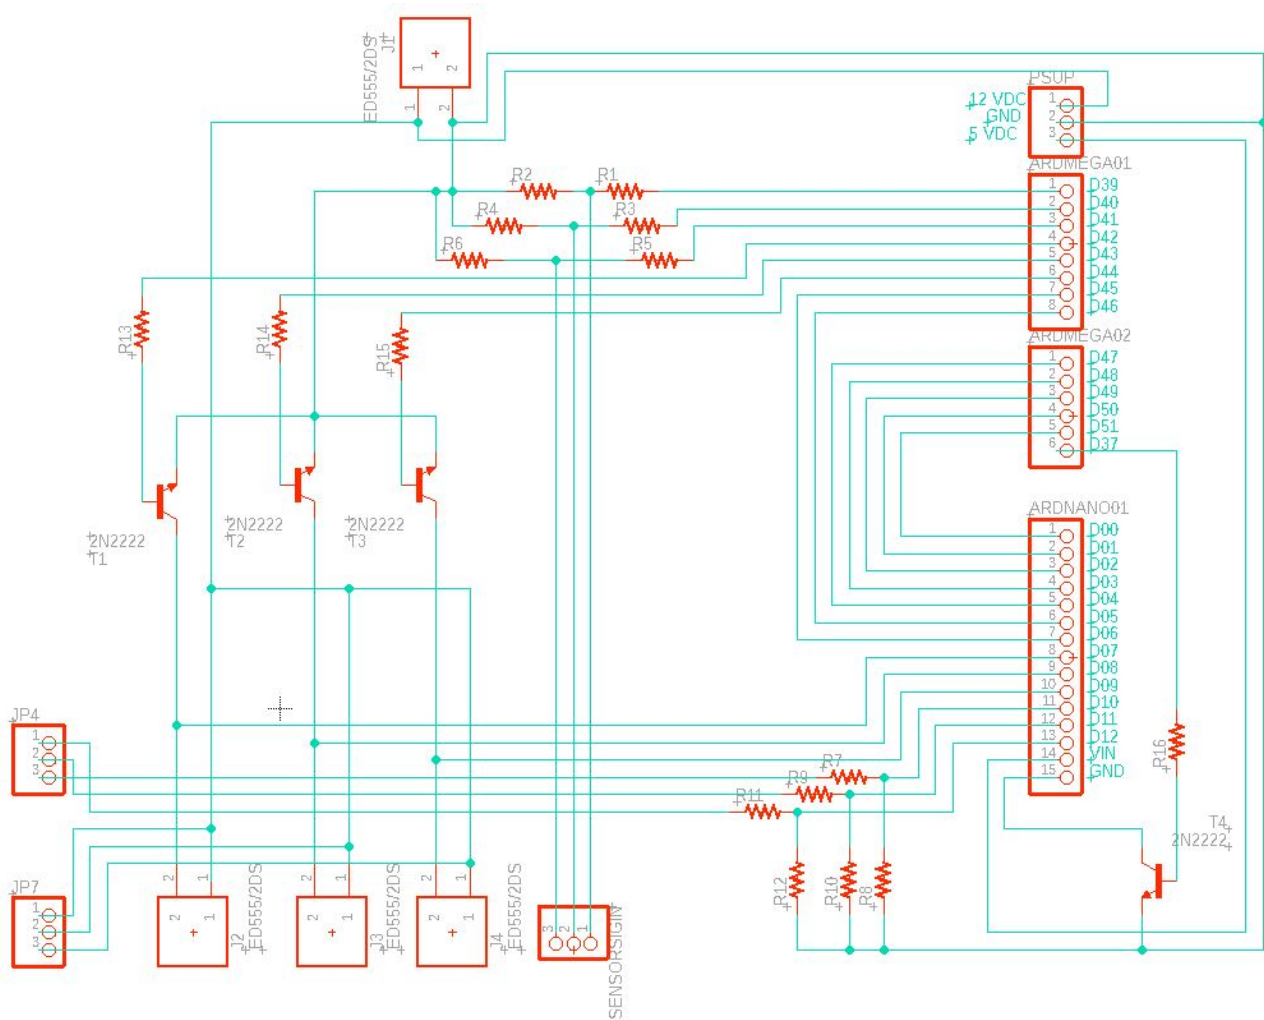 J1
ED555/2DS
1
2
1
2
PSUP
12 VDC
GND
5 VDC
1
2
3
ARDMEGA01
1 D39
2 D40
3 D41
4 D42
5 D43
6 D44
7 D45
8 D46
R2
R1
R4
R3
R6
R5
R13
R14
R15
ARDMEGA02
1 D47
2 D48
3 D49
4 D50
5 D51
6 D37
ARDNANO01
1 D00
2 D01
3 D02
4 D03
5 D04
6 D05
7 D06
8 D07
9 D08
10 D09
11 D10
12 D11
13 D12
14 VIN
15 GND
2N2222
T1
2N2222
T2
2N2222
T3
JP4
1
2
3
R7
R9
R11
R16
T4
2N2222
R12
R10
R8
JP7
1
2
3
2
1
2
1
J2
ED555/2DS
2
1
2
1
J3
ED555/2DS
2
1
2
1
J4
ED555/2DS
3
2
1
SENSORSIGIN